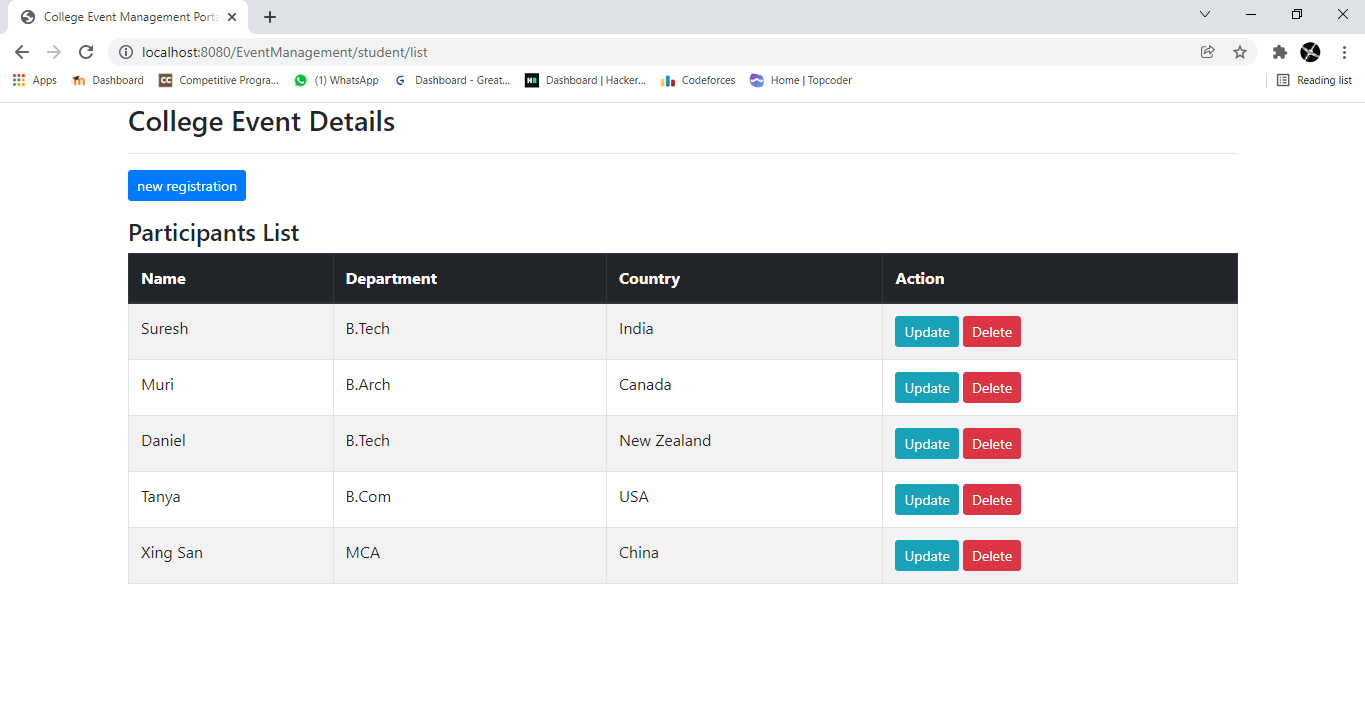 College Event Management Porta
localhost:8080/EventManagement/student/list
Apps Dashboard Competitive Progra... (1) WhatsApp Dashboard - Great... Dashboard | Hacker... Codeforces Home | Topcoder Reading list
College Event Details
new registration
Participants List
Name Department Country Action
Suresh B.Tech India Update Delete
Muri B.Arch Canada Update Delete
Daniel B.Tech New Zealand Update Delete
Tanya B.Com USA Update Delete
Xing San MCA China Update Delete